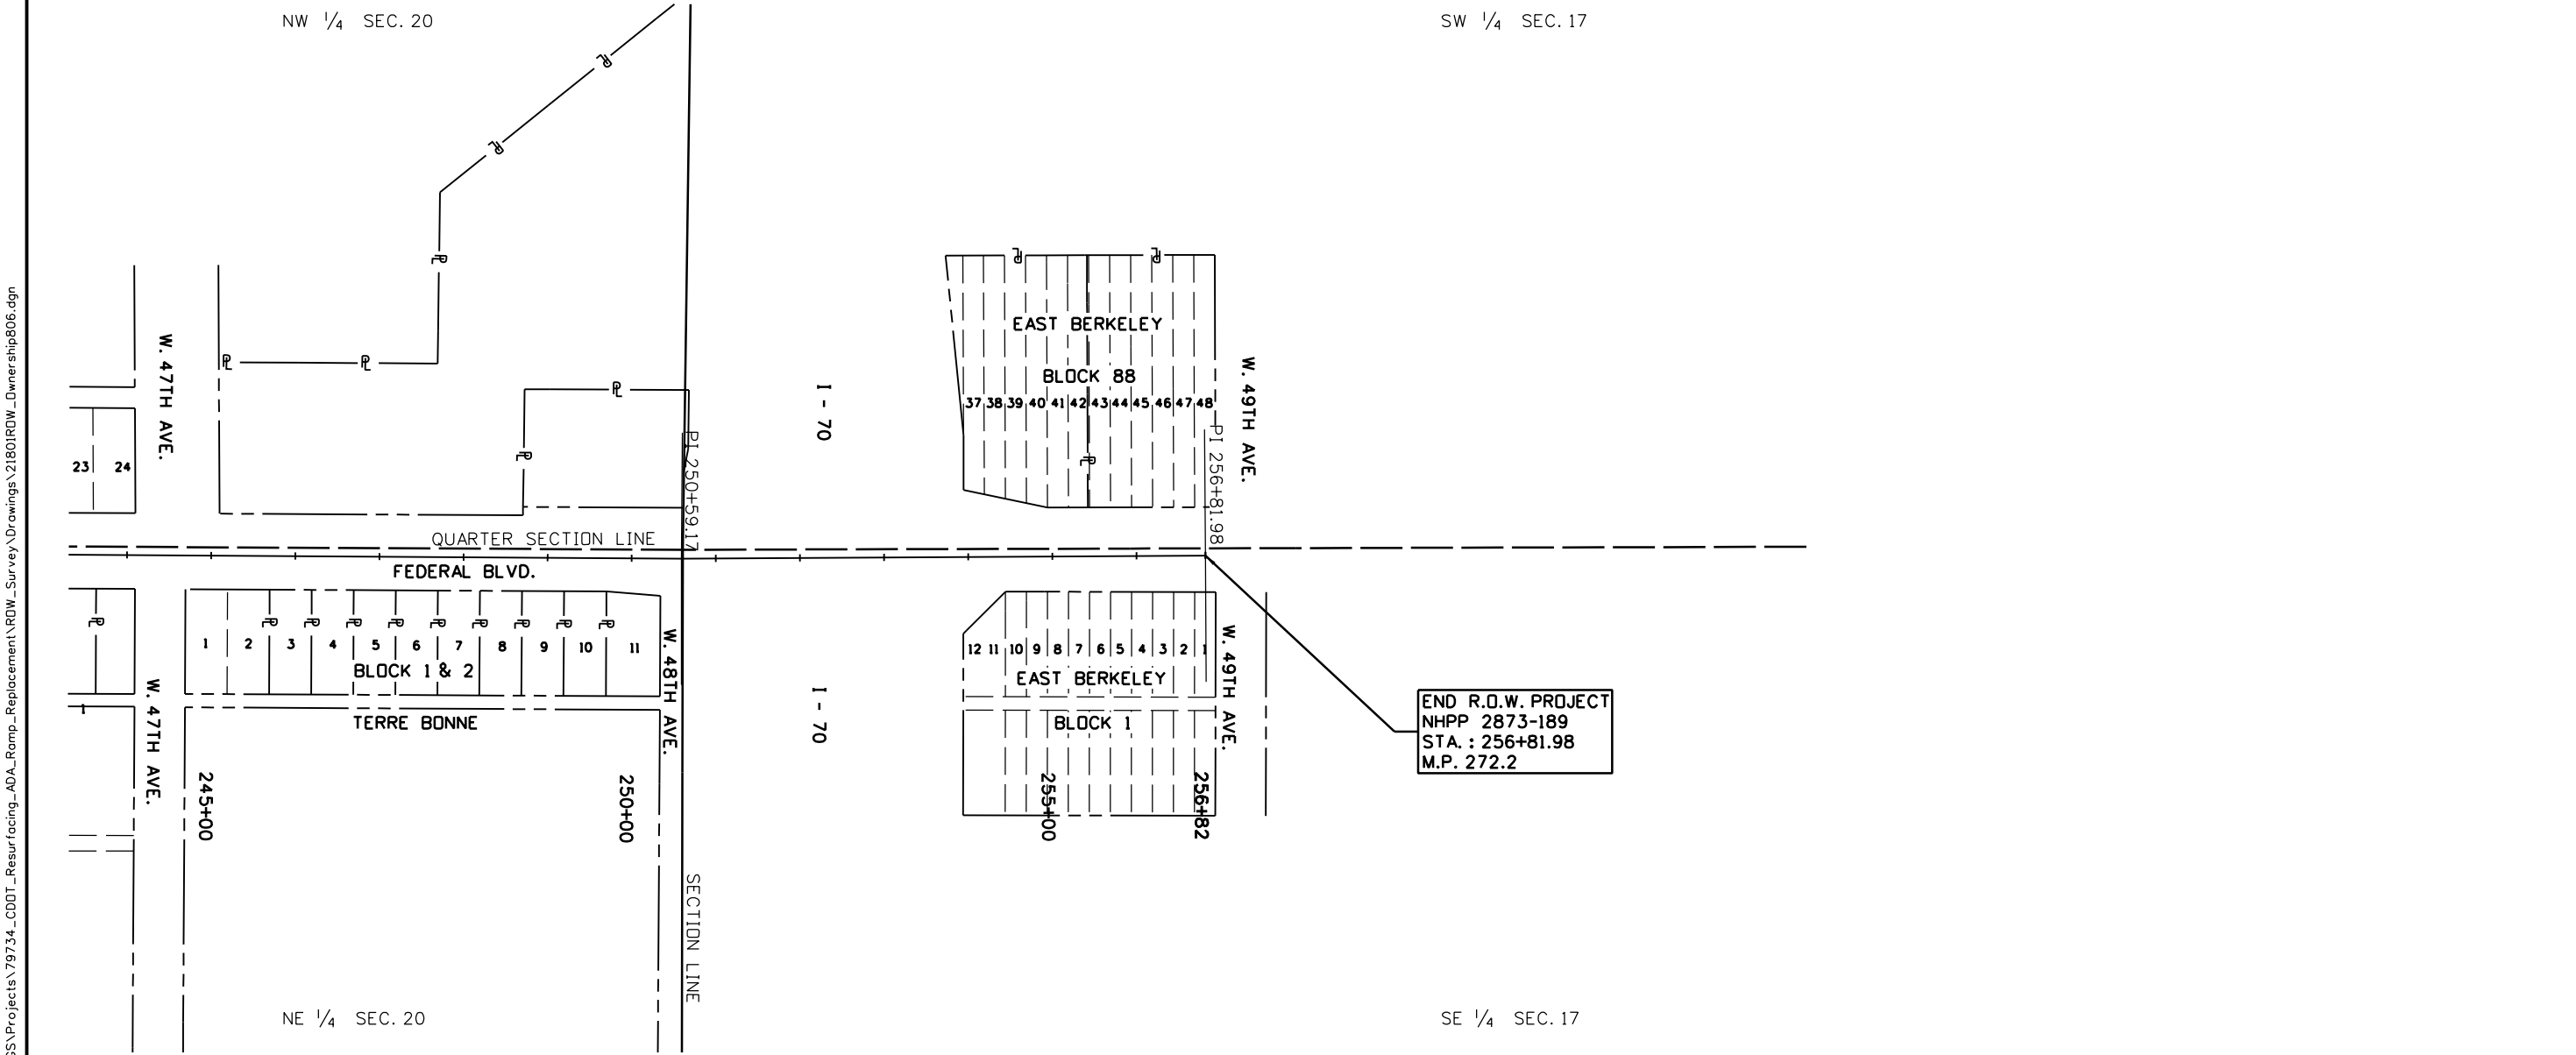 NW 1/4 SEC. 20
SW 1/4 SEC. 17
SS\Projects\79734_CDOT_Resurfacing_ADA_Ramp_Replacement\ROW_Survey\Drawings\21801ROW_Ownership806.dgn
W. 47TH AVE.
I - 70
EAST BERKELEY
BLOCK 88
37 38 39 40 41 42 43 44 45 46 47 48
W. 49TH AVE.
23 24
PI 250+59.17
PI 256+81.98
QUARTER SECTION LINE
FEDERAL BLVD.
1 2 3 4 5 6 7 8 9 10 11
BLOCK 1 & 2
TERRE BONNE
W. 48TH AVE.
W. 47TH AVE.
1
I - 70
12 11 10 9 8 7 6 5 4 3 2 1
EAST BERKELEY
BLOCK 1
W. 49TH AVE.
END R.O.W. PROJECT
NHPP 2873-189
STA. : 256+81.98
M.P. 272.2
245+00
250+00
255+00
256+82
SECTION LINE
NE 1/4 SEC. 20
SE 1/4 SEC. 17